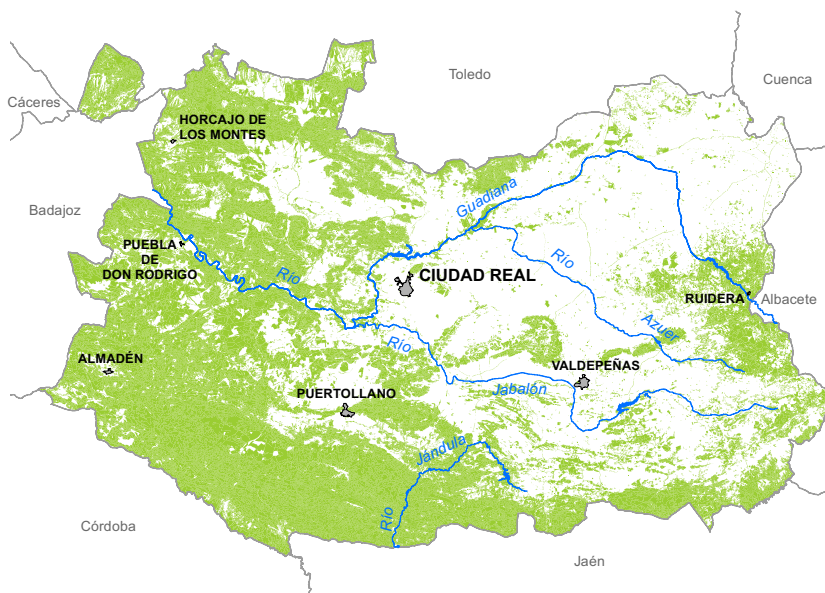 Toledo
Cuenca
Cáceres
HORCAJO DE
LOS MONTES
Badajoz
Guadiana
PUEBLA
DE
DON RODRIGO
Río
Río
CIUDAD REAL
RUIDERA
Albacete
Azuer
Río
ALMADÉN
VALDEPEÑAS
PUERTOLLANO
Jabalón
Jándula
Río
Córdoba
Jaén